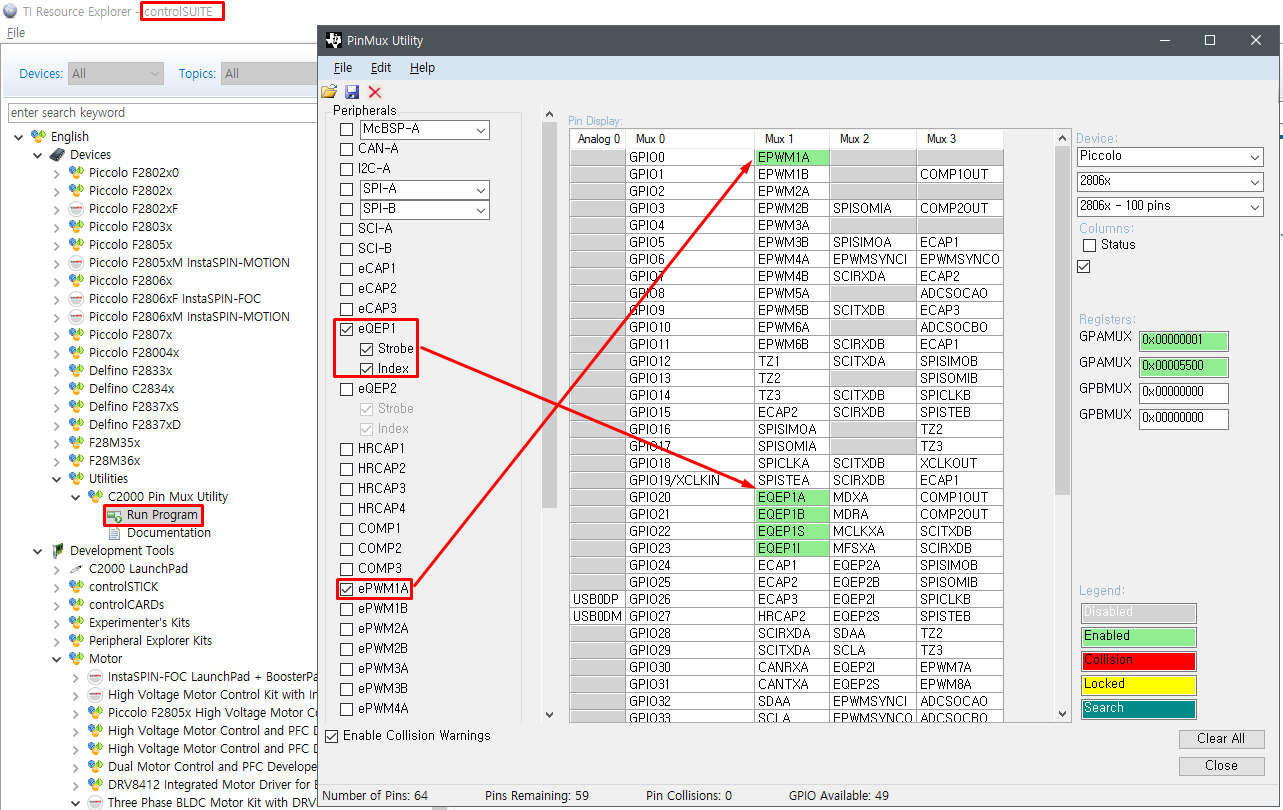 TI Resource Explorer - controlSUITE
File
Devices: All Topics: All
enter search keyword
English
Devices
Piccolo F2802x0
Piccolo F2802x
Piccolo F2802xF
Piccolo F2803x
Piccolo F2805x
Piccolo F2805xM InstaSPIN-MOTION
Piccolo F2806x
Piccolo F2806xF InstaSPIN-FOC
Piccolo F2806xM InstaSPIN-MOTION
Piccolo F2807x
Piccolo F28004x
Delfino F2833x
Delfino C2834x
Delfino F2837xS
Delfino F2837xD
F28M35x
F28M36x
Utilities
C2000 Pin Mux Utility
Run Program
Documentation
Development Tools
C2000 LaunchPad
controlSTICK
controlCARDs
Experimenter's Kits
Peripheral Explorer Kits
Motor
InstaSPIN-FOC LaunchPad + BoosterPa
High Voltage Motor Control Kit with In
Piccolo F2805x High Voltage Motor Co
High Voltage Motor Control and PFC D
High Voltage Motor Control and PFC D
Dual Motor Control and PFC Develope
DRV8412 Integrated Motor Driver for B
Three Phase BLDC Motor Kit with DRV
PinMux Utility
File Edit Help
Peripherals
McBSP-A
CAN-A
I2C-A
SPI-A
SPI-B
SCI-A
SCI-B
eCAP1
eCAP2
eCAP3
eQEP1
Strobe
Index
eQEP2
Strobe
Index
HRCAP1
HRCAP2
HRCAP3
HRCAP4
COMP1
COMP2
COMP3
ePWM1A
ePWM1B
ePWM2A
ePWM2B
ePWM3A
ePWM3B
ePWM4A
Enable Collision Warnings
Pin Display:
Analog 0 Mux 0 Mux 1 Mux 2 Mux 3
GPIO0 EPWM1A
GPIO1 EPWM1B COMP1OUT
GPIO2 EPWM2A
GPIO3 EPWM2B SPISOMIA COMP2OUT
GPIO4 EPWM3A
GPIO5 EPWM3B SPISIMOA ECAP1
GPIO6 EPWM4A EPWMSYNCI EPWMSYNCO
GPIO7 EPWM4B SCIRXDA ECAP2
GPIO8 EPWM5A ADCSOCAO
GPIO9 EPWM5B SCITXDB ECAP3
GPIO10 EPWM6A ADCSOCBO
GPIO11 EPWM6B SCIRXDB ECAP1
GPIO12 TZ1 SCITXDA SPISIMOB
GPIO13 TZ2 SPISOMIB
GPIO14 TZ3 SCITXDB SPICLKB
GPIO15 ECAP2 SCIRXDB SPISTEB
GPIO16 SPISIMOA TZ2
GPIO17 SPISOMIA TZ3
GPIO18 SPICLKA SCITXDB XCLKOUT
GPIO19/XCLKIN SPISTEA SCIRXDB ECAP1
GPIO20 EQEP1A MDXA COMP1OUT
GPIO21 EQEP1B MDRA COMP2OUT
GPIO22 EQEP1S MCLKXA SCITXDB
GPIO23 EQEP1I MFSXA SCIRXDB
GPIO24 ECAP1 EQEP2A SPISIMOB
GPIO25 ECAP2 EQEP2B SPISOMIB
USB0DP GPIO26 ECAP3 EQEP2I SPICLKB
USB0DM GPIO27 HRCAP2 EQEP2S SPISTEB
GPIO28 SCIRXDA SDAA TZ2
GPIO29 SCITXDA SCLA TZ3
GPIO30 CANRXA EQEP2I EPWM7A
GPIO31 CANTXA EQEP2S EPWM8A
GPIO32 SDAA EPWMSYNCI ADCSOCAO
GPIO33 SCLA EPWMSYNCO ADCSOCBO
Device:
Piccolo
2806x
2806x - 100 pins
Columns:
Status
Registers:
GPAMUX 0x00000001
GPAMUX 0x00005500
GPBMUX 0x00000000
GPBMUX 0x00000000
Legend:
Disabled
Enabled
Collision
Locked
Search
Clear All
Close
Number of Pins: 64 Pins Remaining: 59 Pin Collisions: 0 GPIO Available: 49